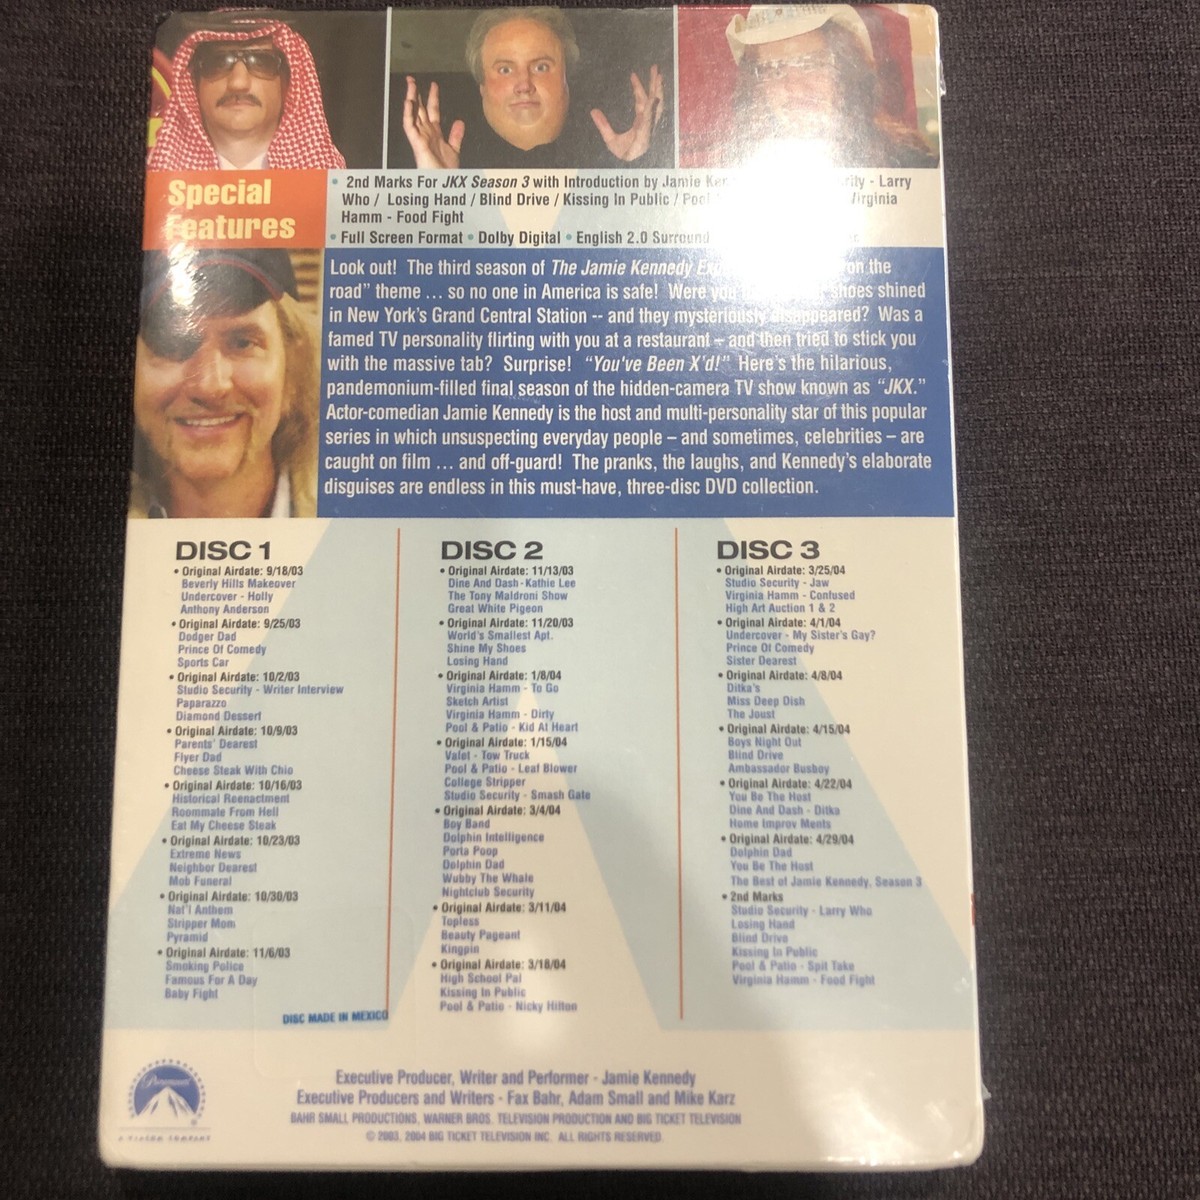 Special
Features
• 2nd Marks For JKX Season 3 with Introduction by Jamie - Larry
Who / Losing Hand / Blind Drive / Kissing In Public / Virginia
Hamm - Food Fight
• Full Screen Format • Dolby Digital • English 2.0 Surround
Look out! The third season of The Jamie Kennedy on the
road" theme ... so no one in America is safe! Were you shoes shined
in New York's Grand Central Station -- and they mysteriously disappeared? Was a
famed TV personality flirting with you at a restaurant – and then tried to stick you
with the massive tab? Surprise! "You've Been X'd!" Here's the hilarious,
pandemonium-filled final season of the hidden-camera TV show known as "JKX."
Actor-comedian Jamie Kennedy is the host and multi-personality star of this popular
series in which unsuspecting everyday people – and sometimes, celebrities – are
caught on film ... and off-guard! The pranks, the laughs, and Kennedy's elaborate
disguises are endless in this must-have, three-disc DVD collection.
DISC 1
• Original Airdate: 9/18/03
Beverly Hills Makeover
Undercover - Holly
Anthony Anderson
• Original Airdate: 9/25/03
Dodger Dad
Prince Of Comedy
Sports Car
• Original Airdate: 10/2/03
Studio Security - Writer Interview
Paparazzo
Diamond Dessert
• Original Airdate: 10/9/03
Parents' Dearest
Flyer Dad
Cheese Steak With Chio
• Original Airdate: 10/16/03
Historical Reenactment
Roommate From Hell
Eat My Cheese Steak
• Original Airdate: 10/23/03
Extreme News
Neighbor Dearest
Mob Funeral
• Original Airdate: 10/30/03
Nat'l Anthem
Stripper Mom
Pyramid
• Original Airdate: 11/6/03
Smoking Police
Famous For A Day
Baby Fight
DISC MADE IN MEXICO
DISC 2
• Original Airdate: 11/13/03
Dine And Dash - Kathie Lee
The Tony Maldroni Show
Great White Pigeon
• Original Airdate: 11/20/03
World's Smallest Apt.
Shine My Shoes
Losing Hand
• Original Airdate: 1/8/04
Virginia Hamm - To Go
Sketch Artist
Virginia Hamm - Dirty
Pool & Patio - Kid At Heart
• Original Airdate: 1/15/04
Valet - Tow Truck
Pool & Patio - Leaf Blower
College Stripper
Studio Security - Smash Gate
• Original Airdate: 3/4/04
Boy Band
Dolphin Intelligence
Porta Poop
Dolphin Dad
Wubby The Whale
Nightclub Security
• Original Airdate: 3/11/04
Topless
Beauty Pageant
Kingpin
• Original Airdate: 3/18/04
High School Pal
Kissing In Public
Pool & Patio - Nicky Hilton
DISC 3
• Original Airdate: 3/25/04
Studio Security - Jaw
Virginia Hamm - Confused
High Art Auction 1 & 2
• Original Airdate: 4/1/04
Undercover - My Sister's Gay?
Prince Of Comedy
Sister Dearest
• Original Airdate: 4/8/04
Ditka's
Miss Deep Dish
The Joust
• Original Airdate: 4/15/04
Boys Night Out
Blind Drive
Ambassador Busboy
• Original Airdate: 4/22/04
You Be The Host
Dine And Dash - Ditka
Home Improv Ments
• Original Airdate: 4/29/04
Dolphin Dad
You Be The Host
The Best of Jamie Kennedy, Season 3
• 2nd Marks
Studio Security - Larry Who
Losing Hand
Blind Drive
Kissing In Public
Pool & Patio - Spit Take
Virginia Hamm - Food Fight
Paramount
A VIACOM COMPANY
Executive Producer, Writer and Performer - Jamie Kennedy
Executive Producers and Writers - Fax Bahr, Adam Small and Mike Karz
BAHR SMALL PRODUCTIONS, WARNER BROS. TELEVISION PRODUCTION AND BIG TICKET TELEVISION
© 2003, 2004 BIG TICKET TELEVISION INC. ALL RIGHTS RESERVED.